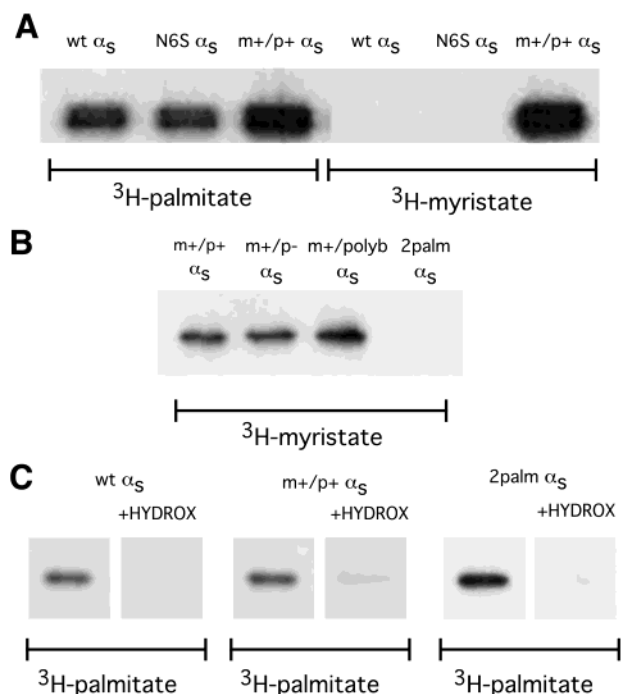 A
wt αs N6S αs m+/p+ αs wt αs N6S αs m+/p+ αs
3H-palmitate 3H-myristate
B
m+/p+ m+/p- m+/polyb 2palm
αs αs αs αs
3H-myristate
C
wt αs m+/p+ αs 2palm αs
+HYDROX +HYDROX +HYDROX
3H-palmitate 3H-palmitate 3H-palmitate